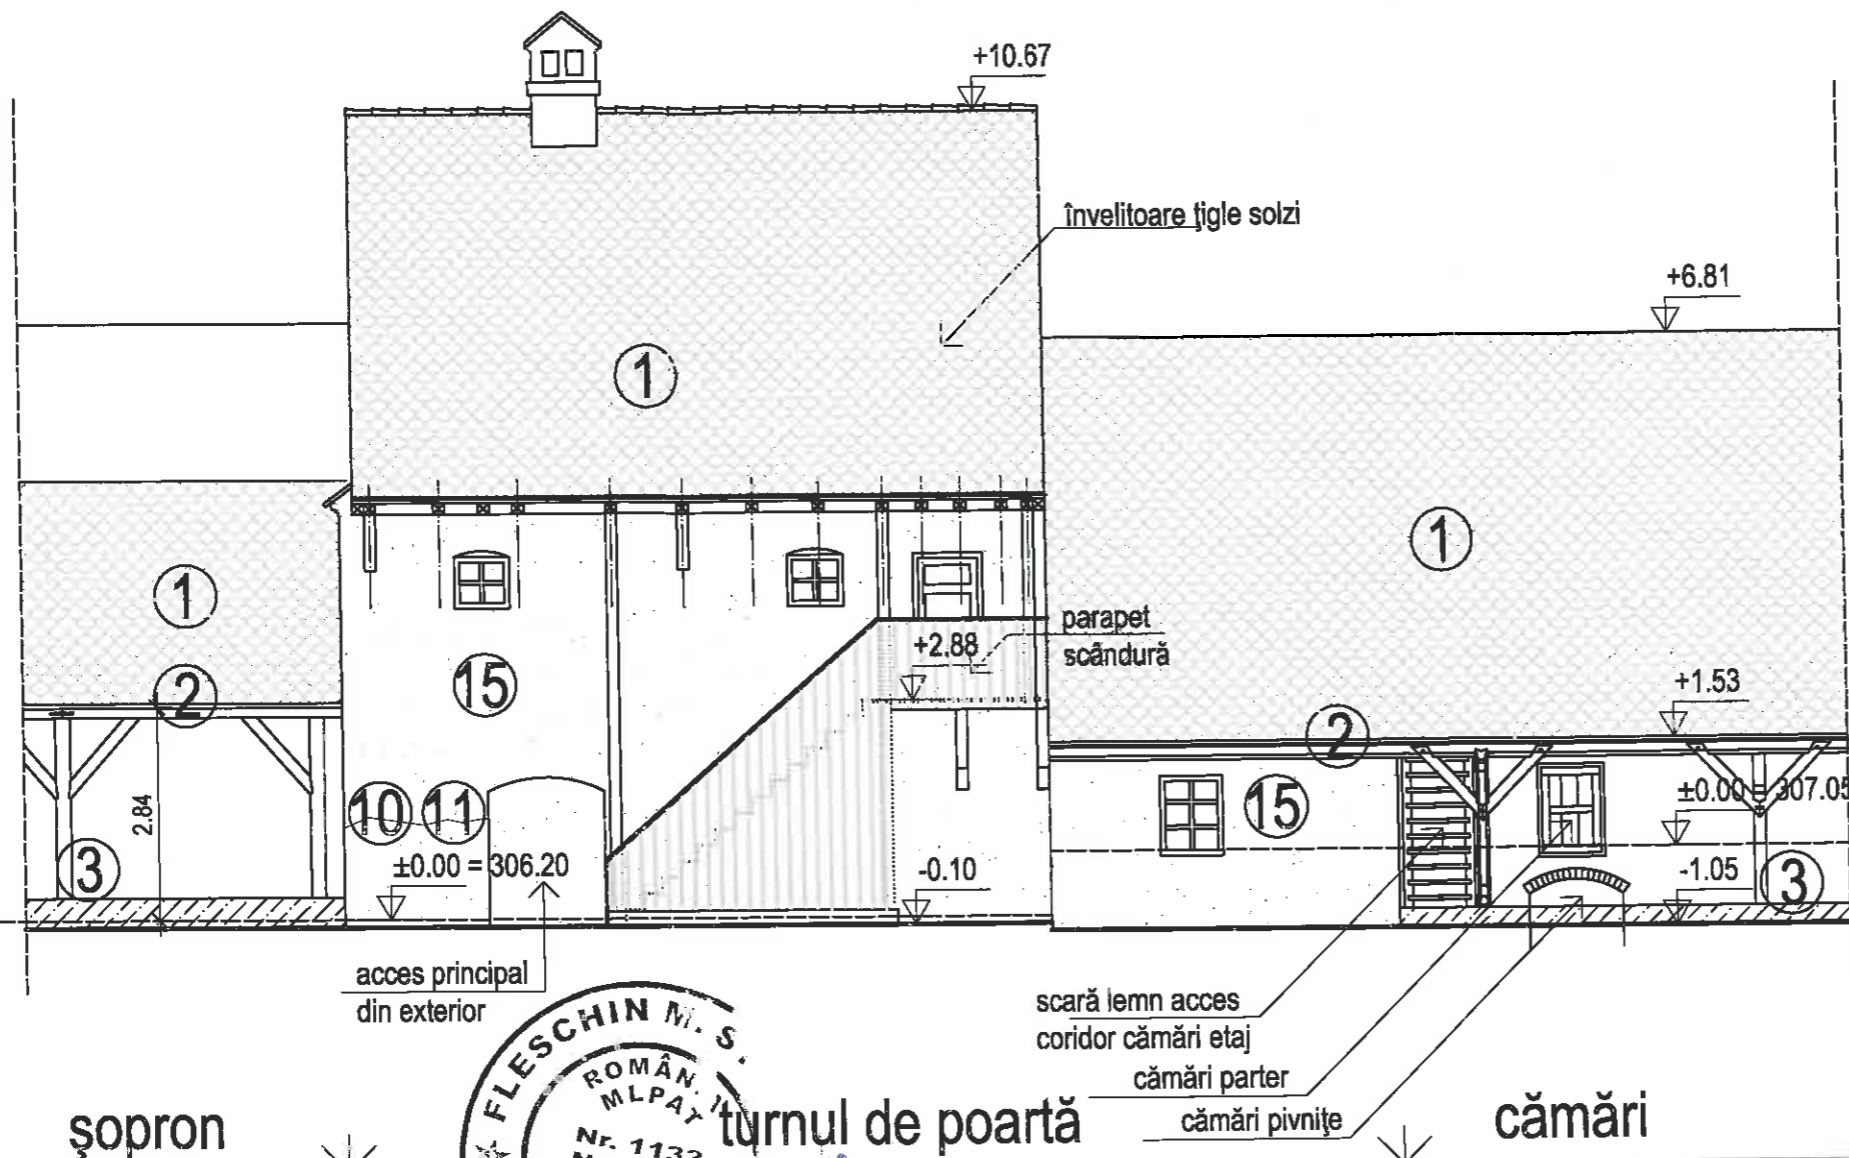 +10.67
învelitoare ţigle solzi
+6.81
1
1
1
parapet
scândură
+2.88
15
2
+1.53
2
2.84
10 11
15
±0.00
307.05
3
±0.00 = 306.20
-0.10
-1.05
3
acces principal
din exterior
scară lemn acces
coridor cămări etaj
cămări parter
cămări pivniţe
FLESCHIN M. S.
ROMÂN
MLPAT
Nr. 1132
şopron
turnul de poartă
cămări